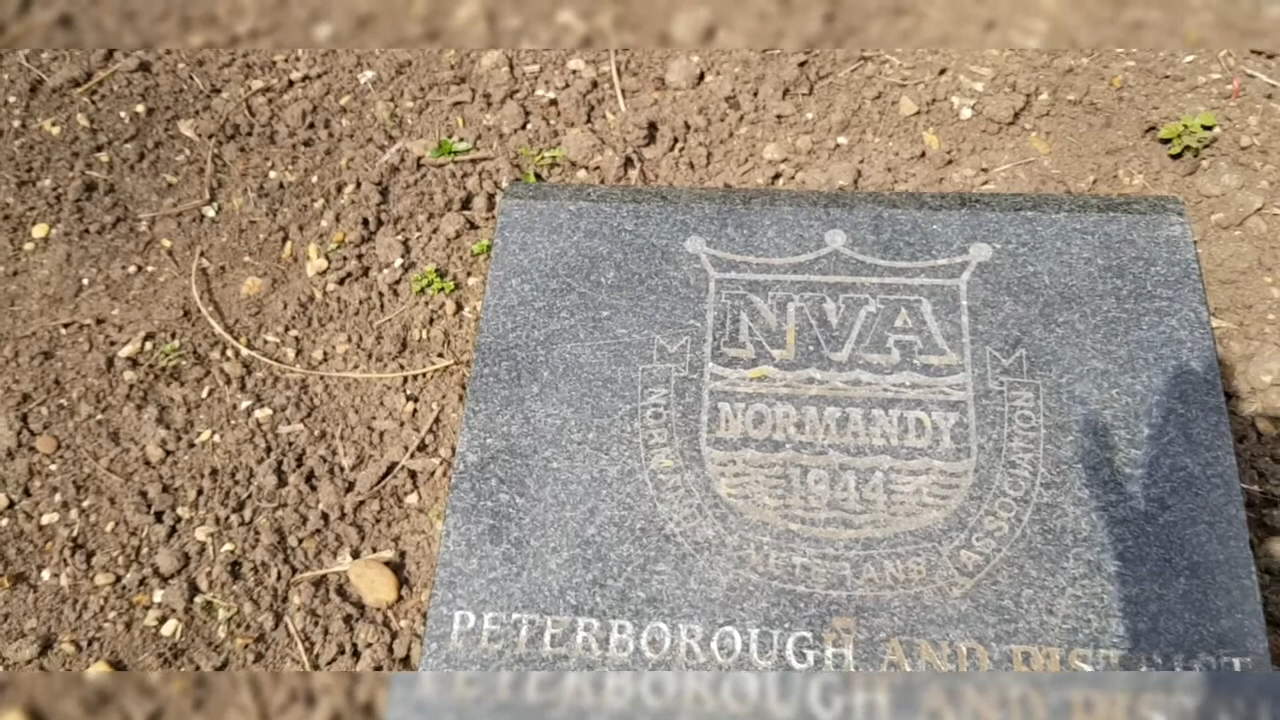 NVA
NORMANDY
1944
NORMANDY VETERANS ASSOCIATION
PETERBOROUGH AND DISTRICT